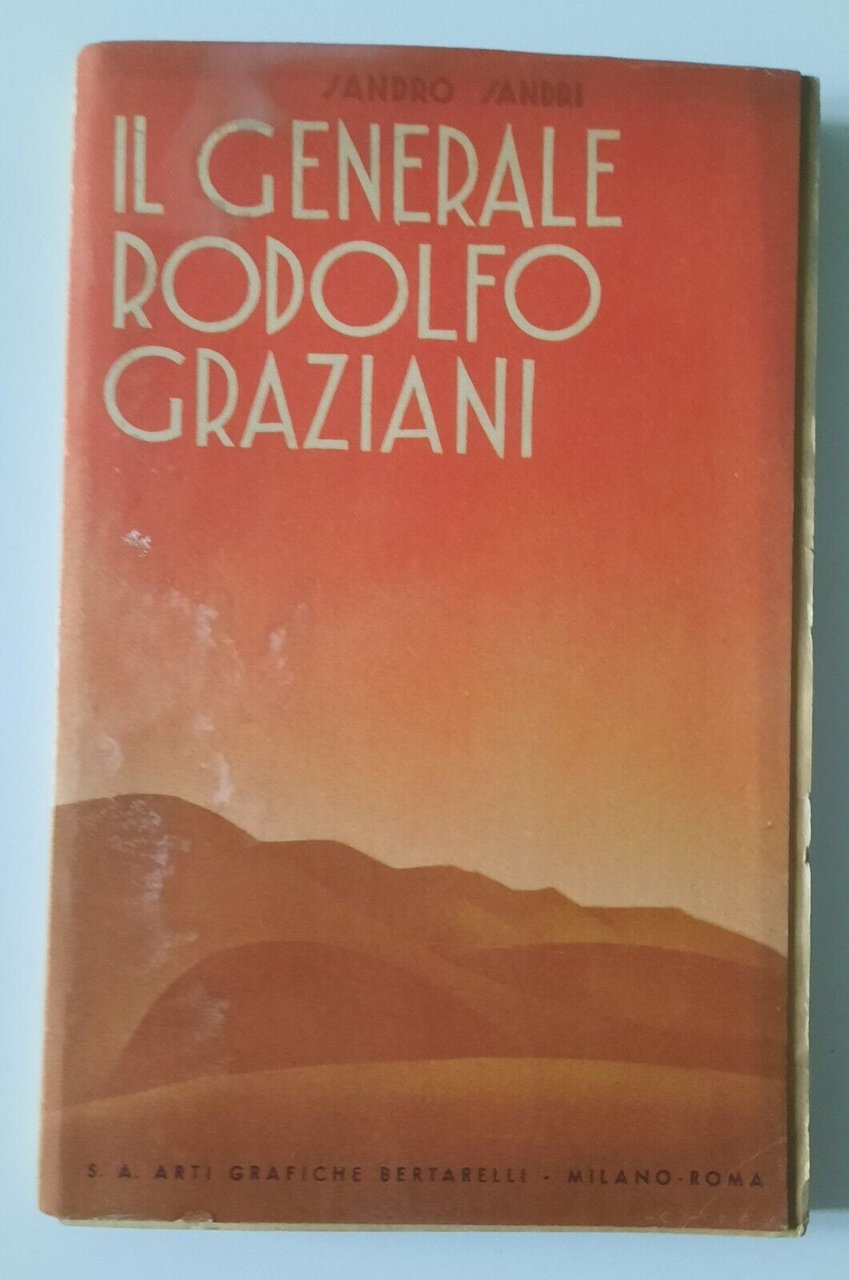 SANDRO SANDRI
IL GENERALE
RODOLFO
GRAZIANI
S. A. ARTI GRAFICHE BERTARELLI - MILANO-ROMA